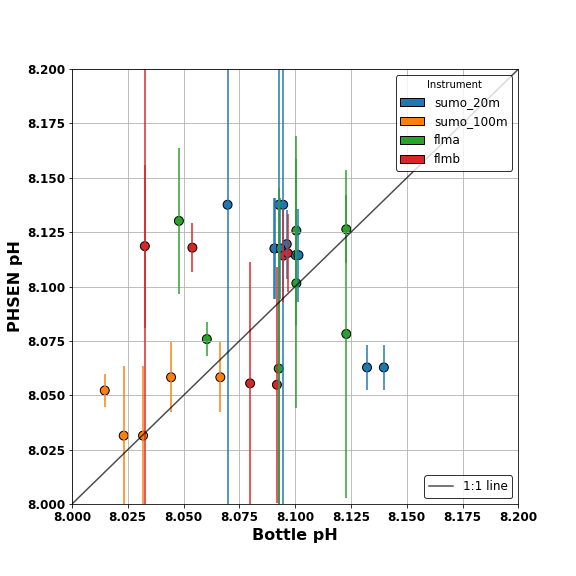 Instrument
sumo_20m
sumo_100m
flma
flmb
8.200
8.175
8.150
8.125
8.100
8.075
8.050
8.025
8.000
PHSEN pH
1:1 line
8.000 8.025 8.050 8.075 8.100 8.125 8.150 8.175 8.200
Bottle pH